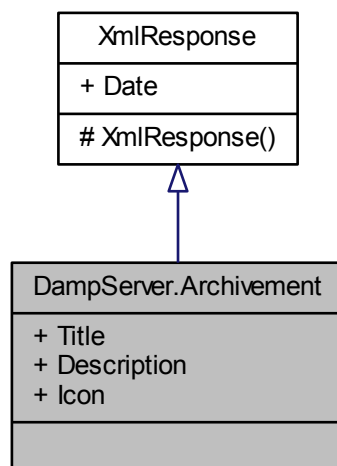 XmlResponse
+ Date
# XmlResponse()
DampServer.Archivement
+ Title
+ Description
+ Icon